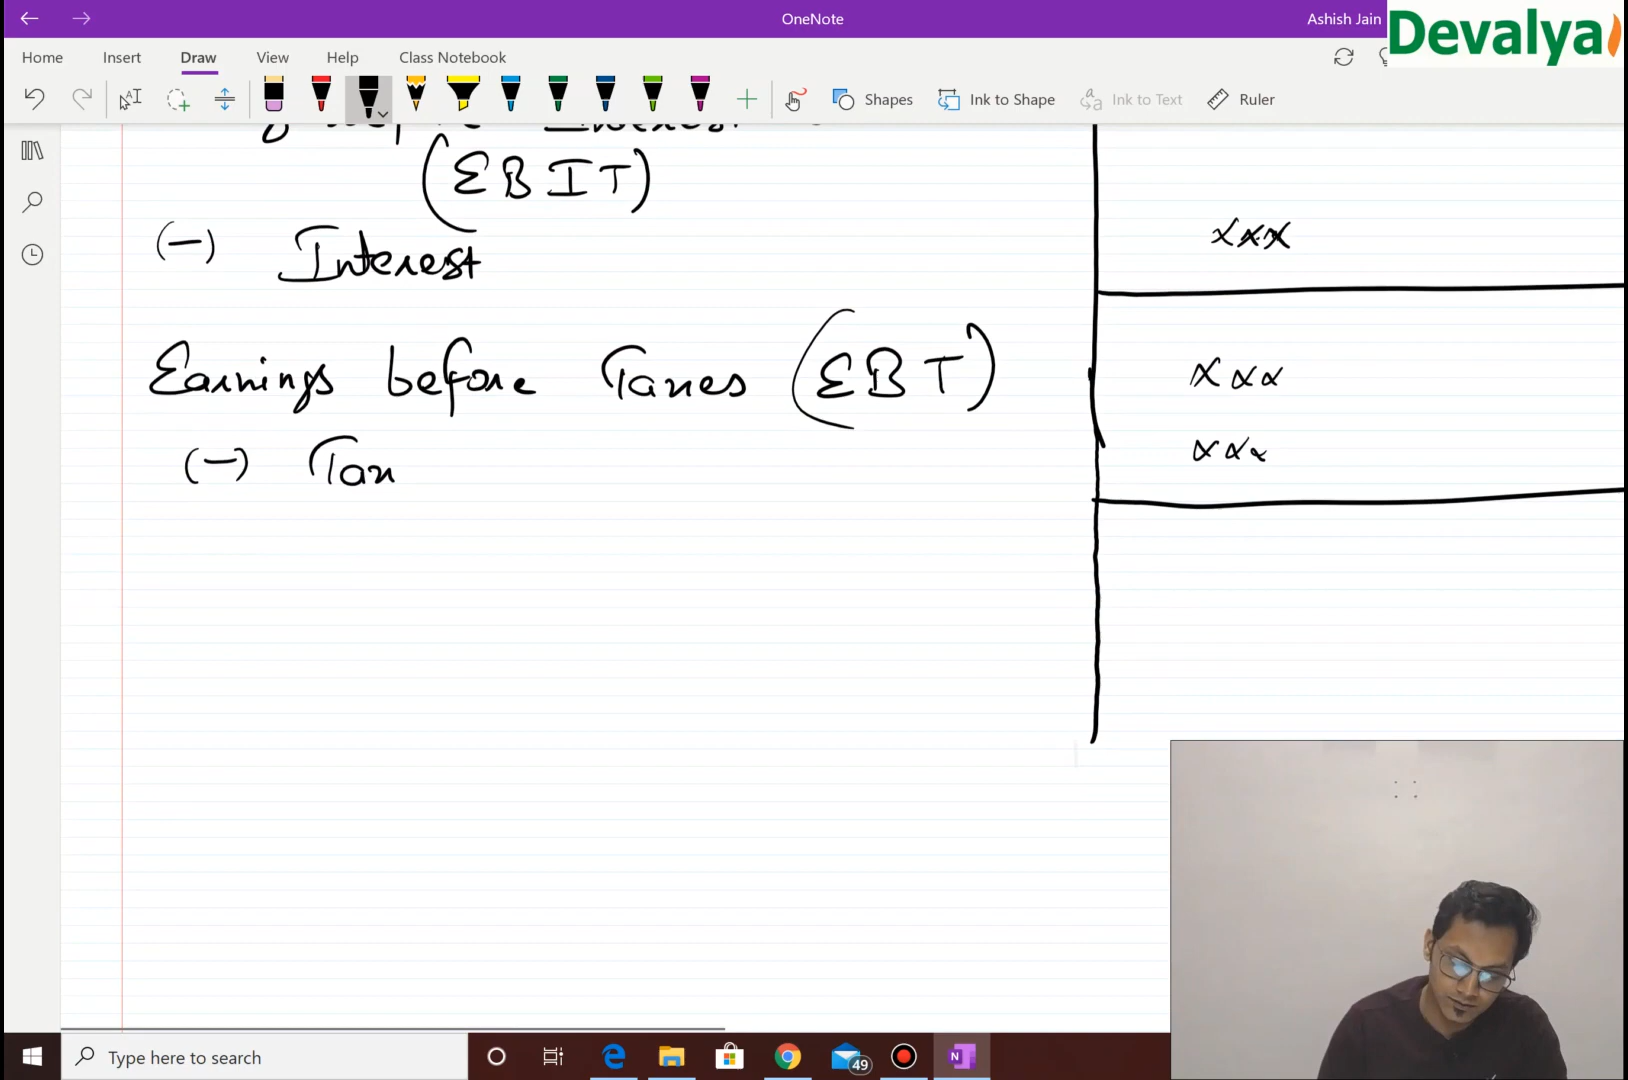 OneNote
Ashish Jain
Devalya
Home Insert Draw View Help Class Notebook
Shapes Ink to Shape Ink to Text Ruler
Interest
(EBIT)
(-) Interest
xxx
Earnings before Taxes (EBT)
xxx
(-) Tax
xxx
Type here to search
49
N